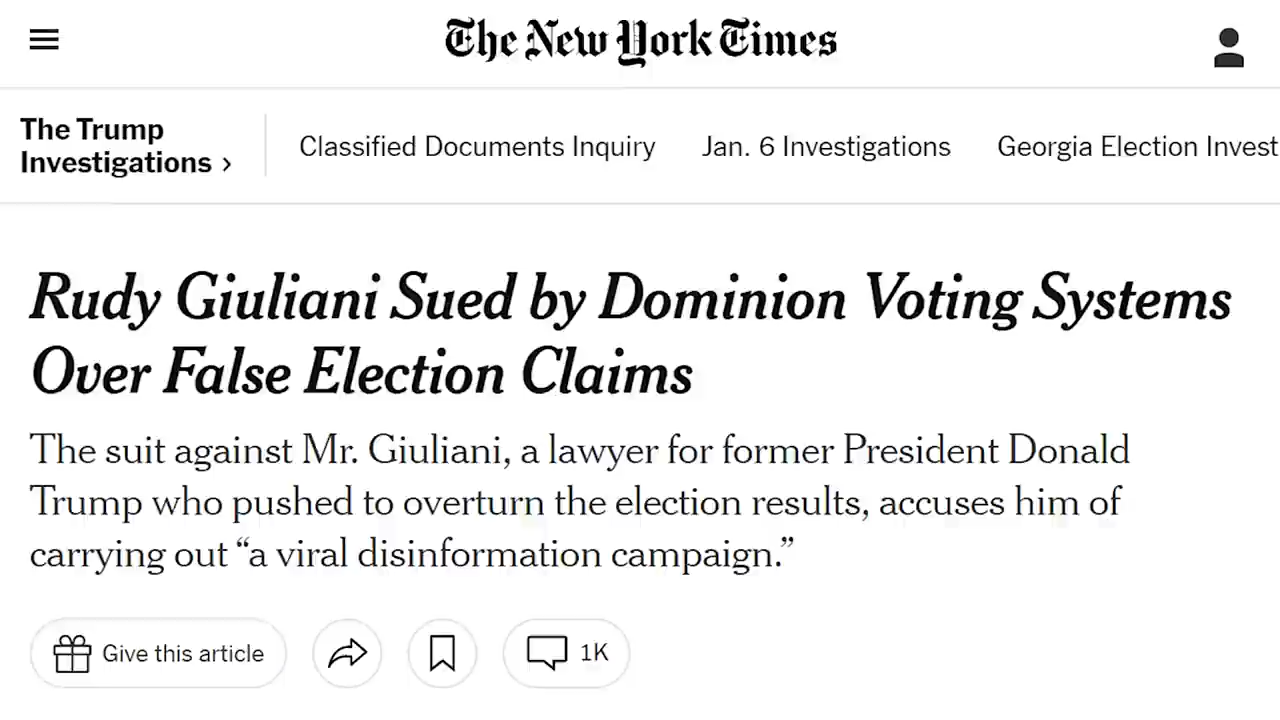 The New York Times
The Trump
Investigations ›
Classified Documents Inquiry
Jan. 6 Investigations
Georgia Election Invest
Rudy Giuliani Sued by Dominion Voting Systems
Over False Election Claims
The suit against Mr. Giuliani, a lawyer for former President Donald
Trump who pushed to overturn the election results, accuses him of
carrying out “a viral disinformation campaign.”
Give this article
1K